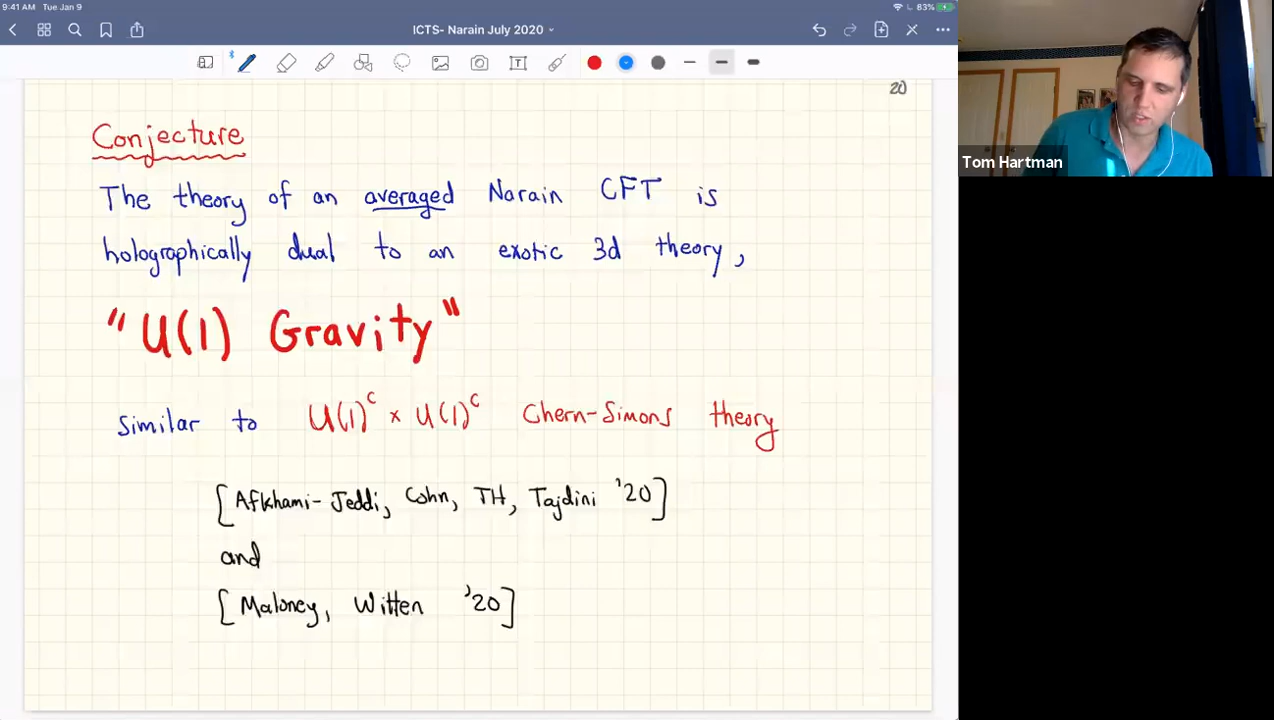 9:41 AM Tue Jan 9
83%
ICTS- Narain July 2020
20
Conjecture
The theory of an averaged Narain CFT is
holographically dual to an exotic 3d theory,
"U(1) Gravity"
similar to U(1)^c × U(1)^c Chern-Simons theory
[Afkhami-Jeddi, Cohn, TH, Tajdini '20]
and
[Maloney, Witten '20]
Tom Hartman